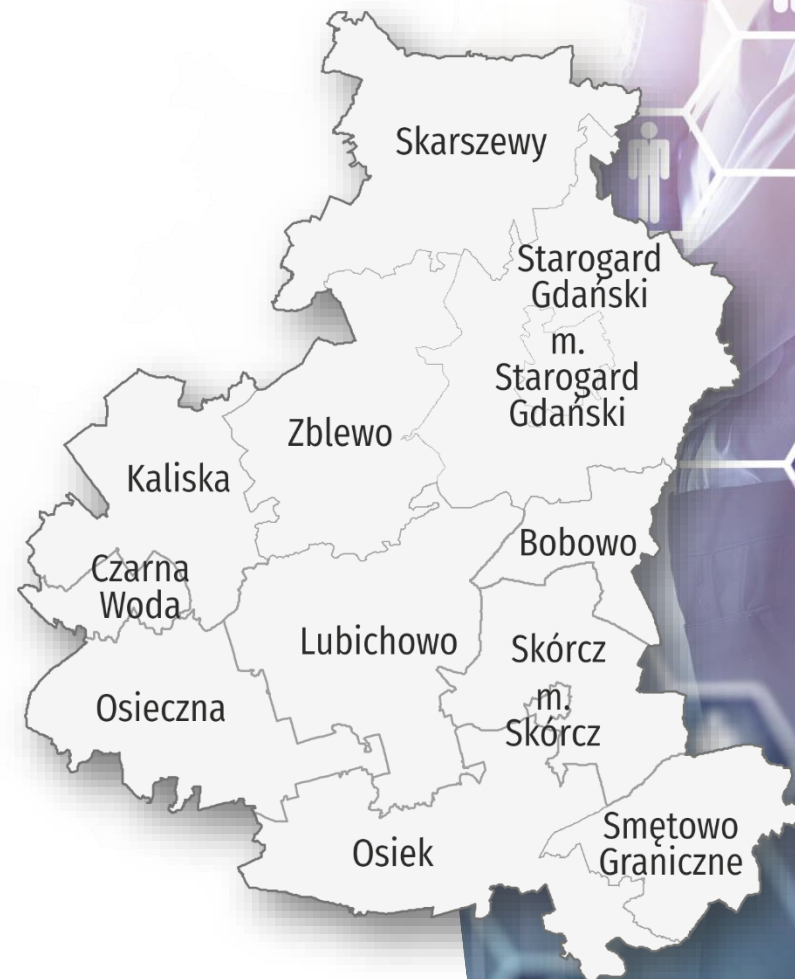 Skarszewy
Starogard
Gdański
m.
Starogard
Gdański
Zblewo
Kaliska
Bobowo
Czarna
Woda
Lubichowo
Skórcz
m.
Skórcz
Osieczna
Osiek
Smętowo
Graniczne